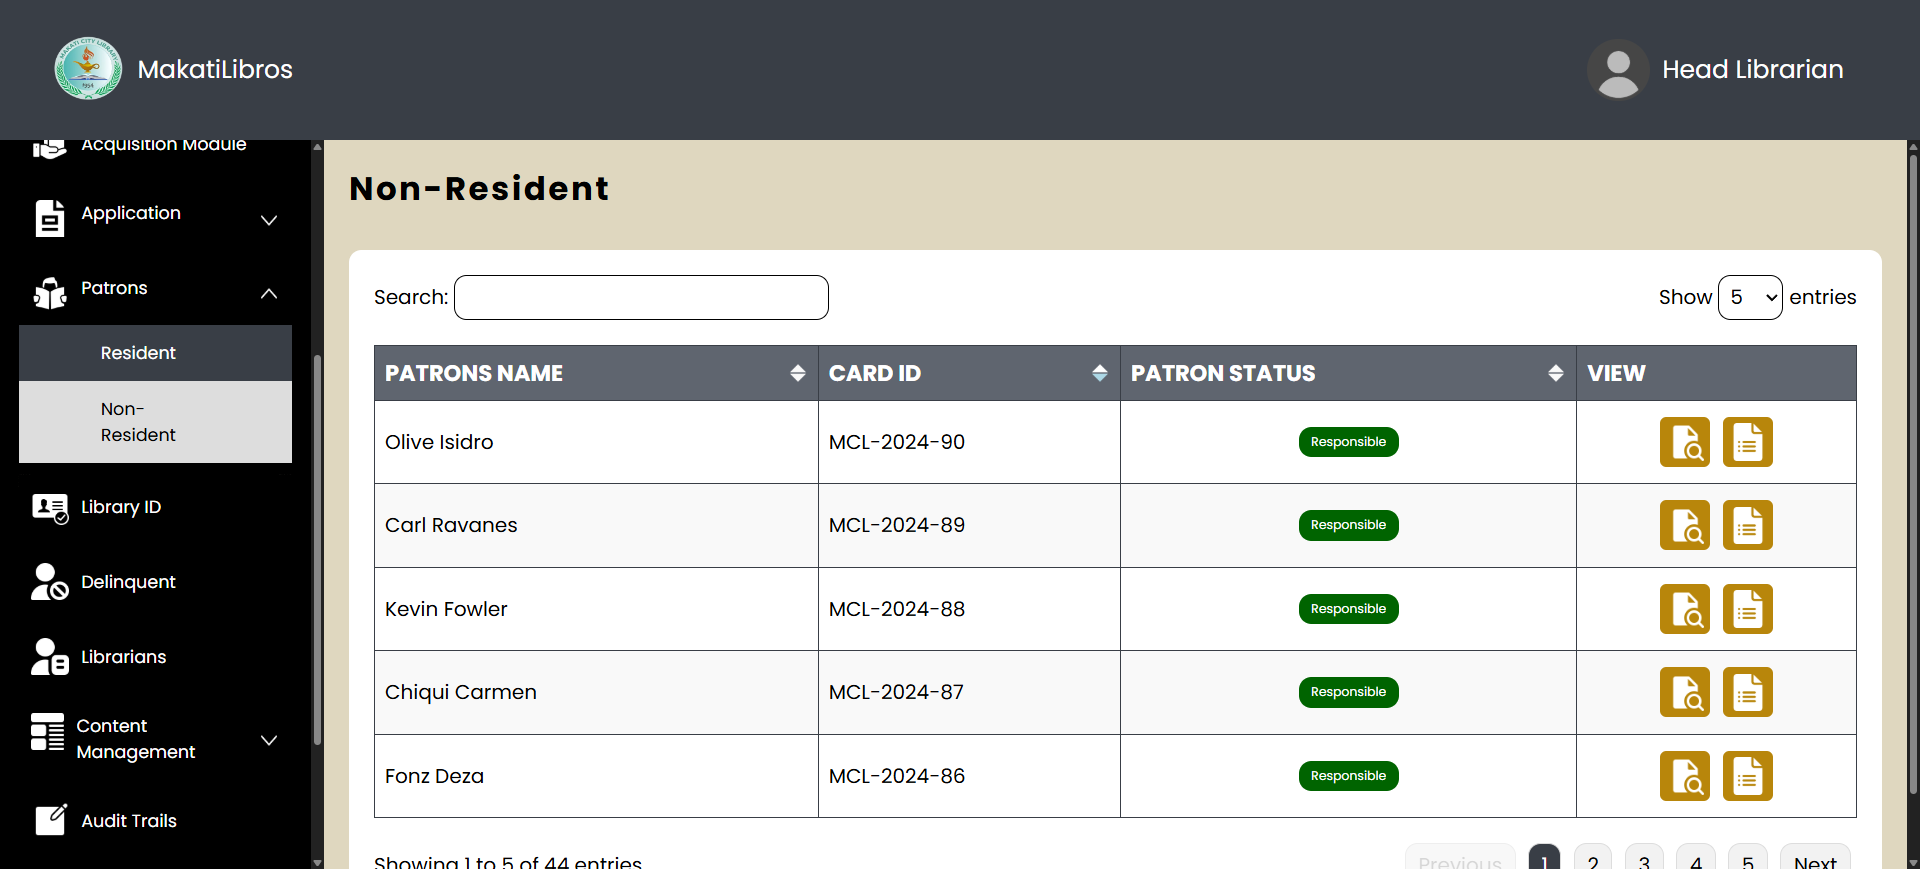 MakatiLibros
Head Librarian
Acquisition Module
Application
Patrons
Resident
Non-
Resident
Library ID
Delinquent
Librarians
Content
Management
Audit Trails
Non-Resident
Search:
Show 5 entries
PATRONS NAME CARD ID PATRON STATUS VIEW
Olive Isidro MCL-2024-90 Responsible
Carl Ravanes MCL-2024-89 Responsible
Kevin Fowler MCL-2024-88 Responsible
Chiqui Carmen MCL-2024-87 Responsible
Fonz Deza MCL-2024-86 Responsible
Showing 1 to 5 of 44 entries
Previous 1 2 3 4 5 Next